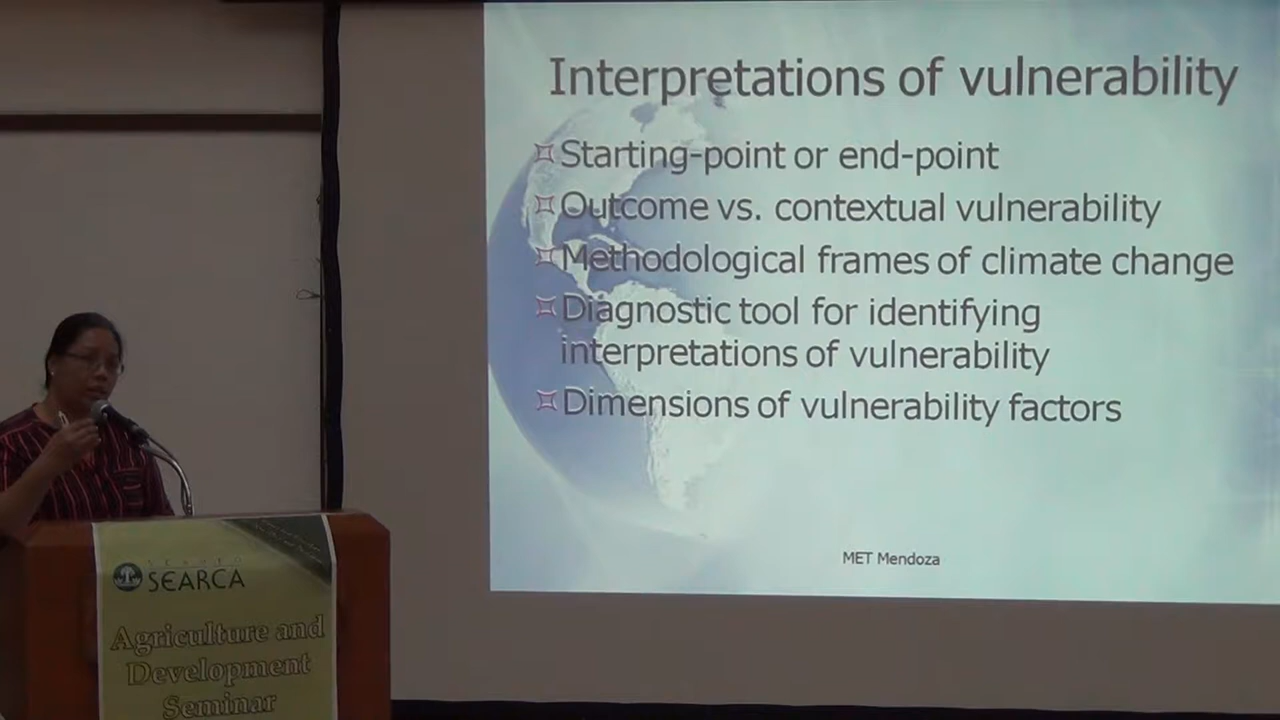 Interpretations of vulnerability
Starting-point or end-point
Outcome vs. contextual vulnerability
Methodological frames of climate change
Diagnostic tool for identifying
interpretations of vulnerability
Dimensions of vulnerability factors
MET Mendoza
SEARCA
Agriculture and
Development
Seminar